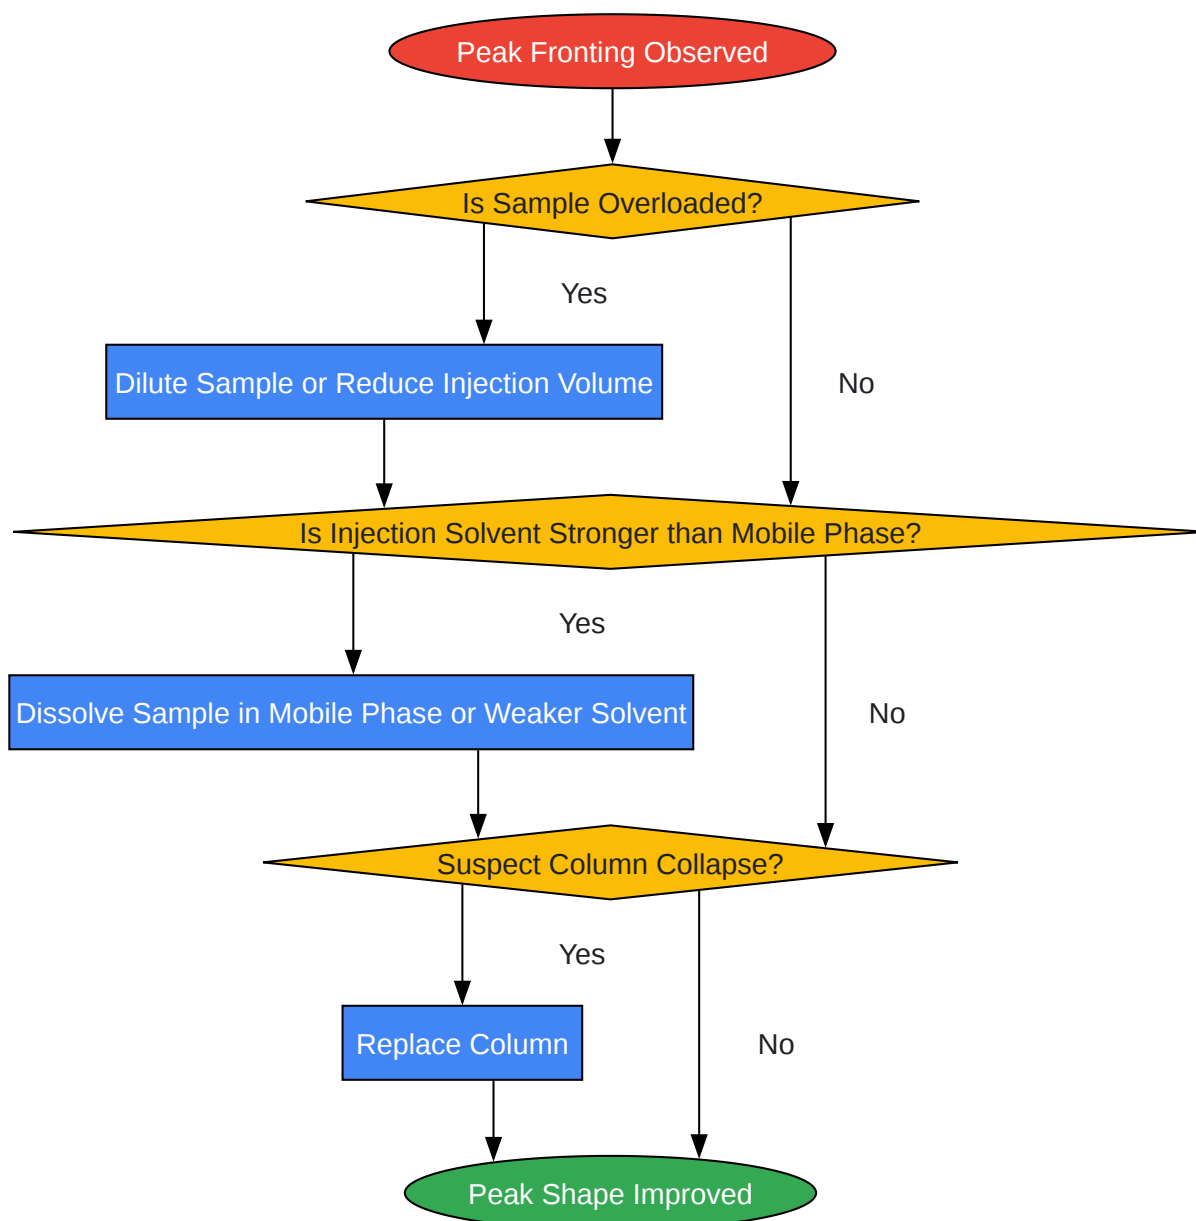 Peak Fronting Observed
Is Sample Overloaded?
Yes
Dilute Sample or Reduce Injection Volume
No
Is Injection Solvent Stronger than Mobile Phase?
Yes
Dissolve Sample in Mobile Phase or Weaker Solvent
No
Suspect Column Collapse?
Yes
Replace Column
No
Peak Shape Improved